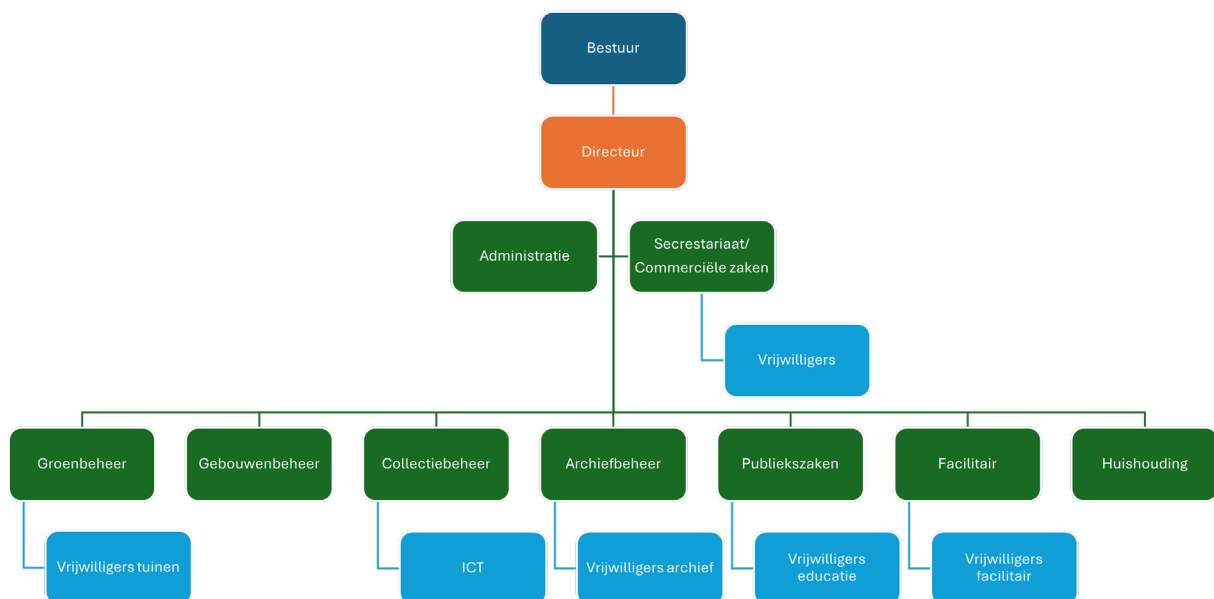 Bestuur
Directeur
Administratie
Secrestariaat/
Commerciële zaken
Vrijwilligers
Groenbeheer
Gebouwenbeheer
Collectiebeheer
Archiefbeheer
Publiekszaken
Facilitair
Huishouding
Vrijwilligers tuinen
ICT
Vrijwilligers archief
Vrijwilligers
educatie
Vrijwilligers
facilitair